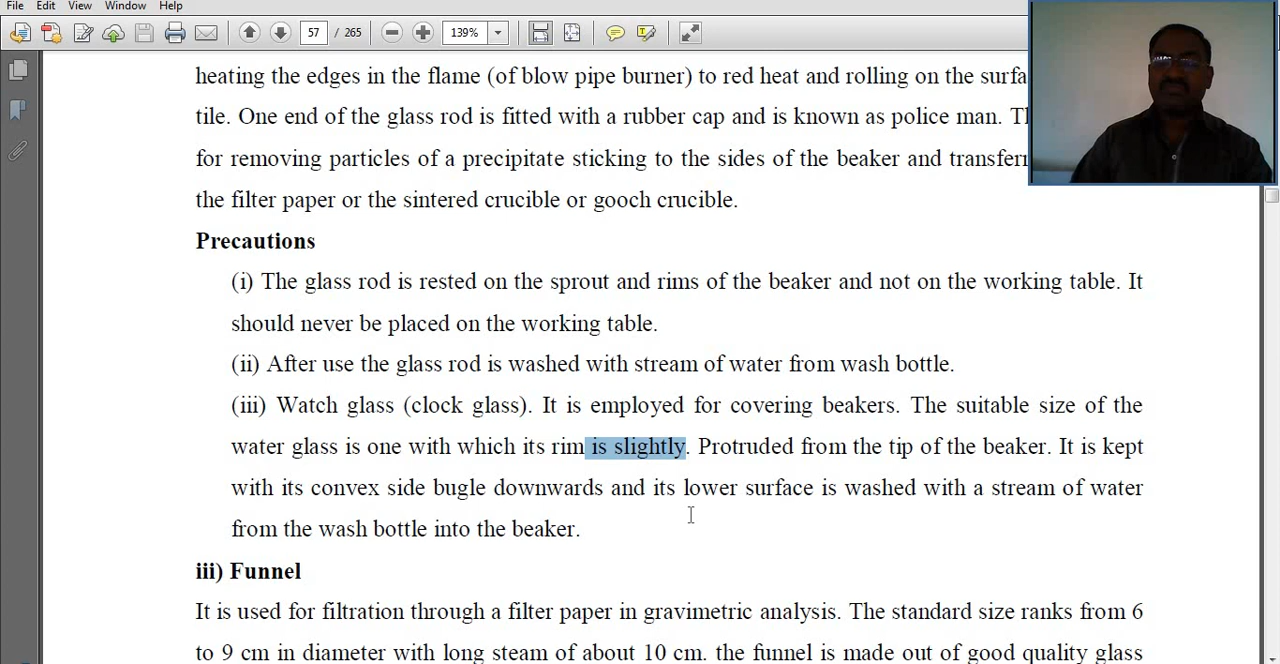 File Edit View Window Help
57 / 265 139%
heating the edges in the flame (of blow pipe burner) to red heat and rolling on the
tile. One end of the glass rod is fitted with a rubber cap and is known as police man.
for removing particles of a precipitate sticking to the sides of the beaker and
the filter paper or the sintered crucible or gooch crucible.
Precautions
(i) The glass rod is rested on the sprout and rims of the beaker and not on the working table. It
should never be placed on the working table.
(ii) After use the glass rod is washed with stream of water from wash bottle.
(iii) Watch glass (clock glass). It is employed for covering beakers. The suitable size of the
water glass is one with which its rim is slightly. Protruded from the tip of the beaker. It is kept
with its convex side bugle downwards and its lower surface is washed with a stream of water
from the wash bottle into the beaker.
iii) Funnel
It is used for filtration through a filter paper in gravimetric analysis. The standard size ranks from 6
to 9 cm in diameter with long steam of about 10 cm. the funnel is made out of good quality glass